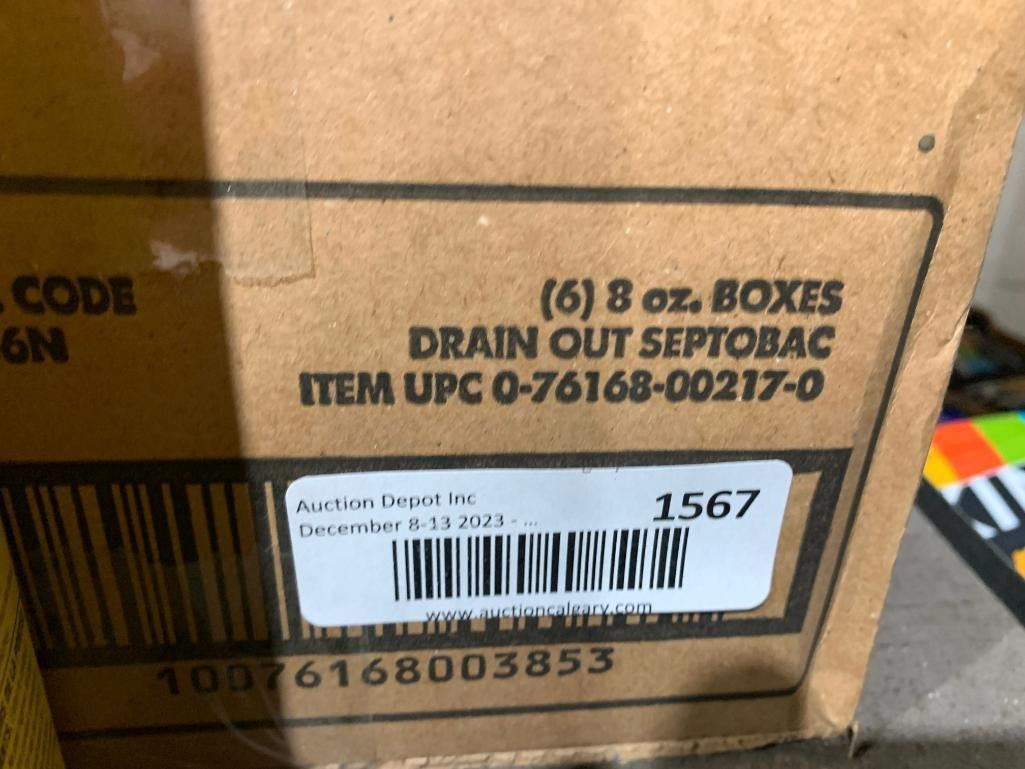 . CODE
6N
(6) 8 oz. BOXES
DRAIN OUT SEPTOBAC
ITEM UPC 0-76168-00217-0
Auction Depot Inc
December 8-13 2023 - ...
1567
www.auctioncalgary.com
10076168003853